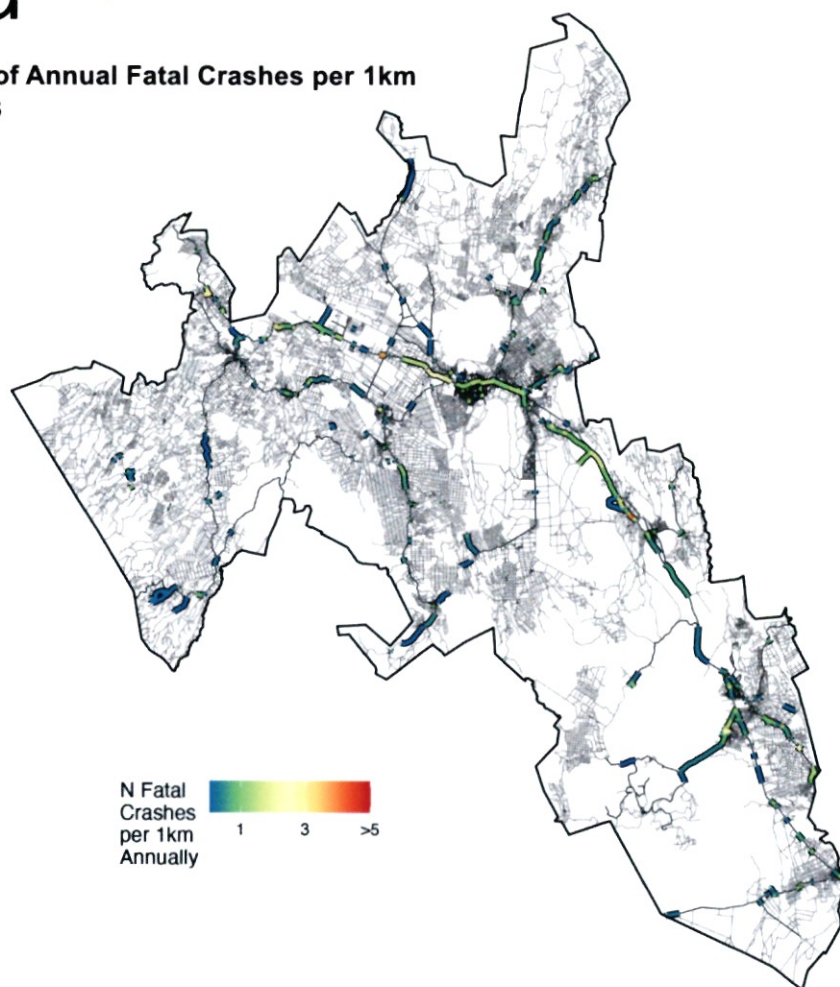 of Annual Fatal Crashes per 1km
N Fatal
Crashes
per 1km
Annually
1 3 >5